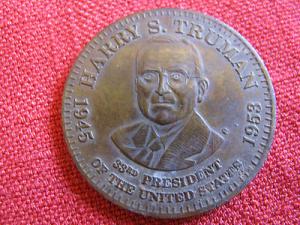 HARRY S. TRUMAN
1945
1953
33RD PRESIDENT
OF THE UNITED STATES